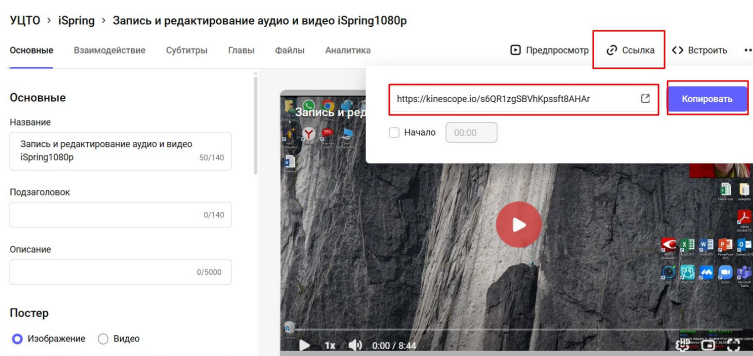 УЦТО > iSpring > Запись и редактирование аудио и видео iSpring1080p
Основные Взаимодействие Субтитры Главы Файлы Аналитика Предпросмотр Ссылка Встроить
Основные
Название
Запись и редактирование аудио и видео
iSpring1080p 50/140
Подзаголовок
0/140
Описание
0/5000
Постер
Изображение Видео
https://kinescope.io/s6QR1zgSBVhKpssft8AHAr Копировать
Начало 00:00
Запись и ред
1x 0:00 / 8:44 HD